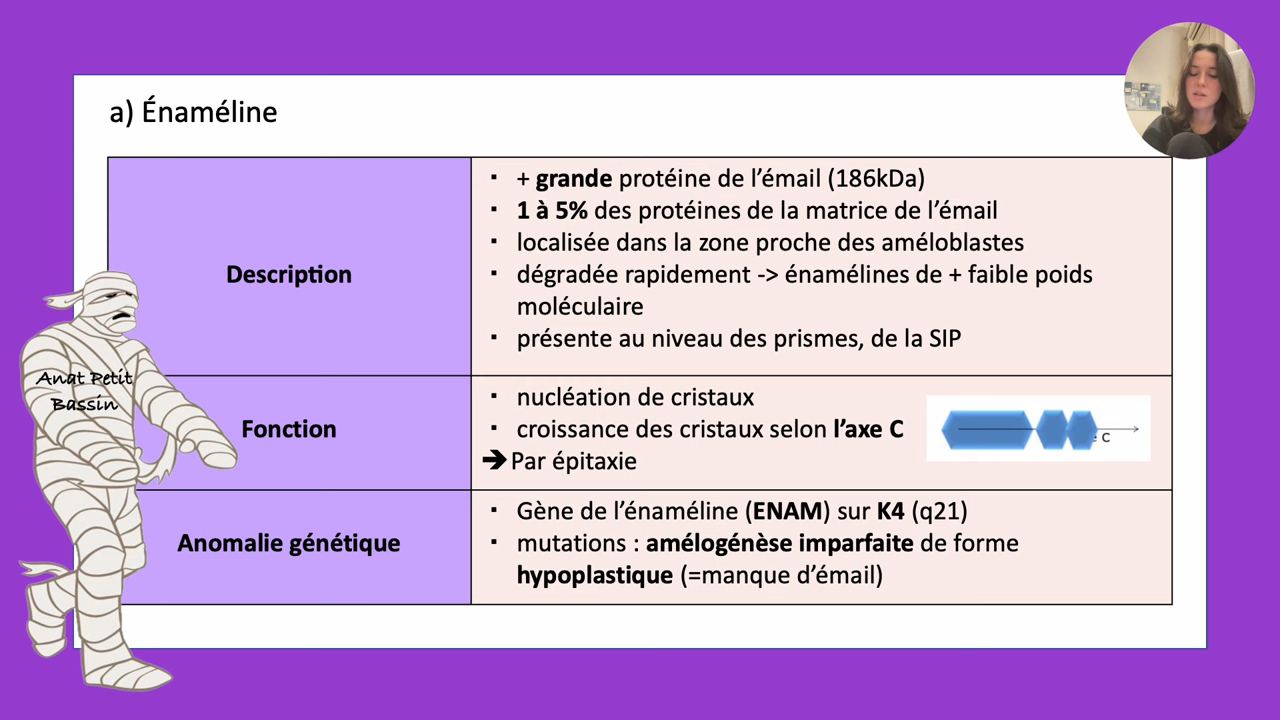 a) Énaméline
Description
▪ + grande protéine de l’émail (186kDa)
▪ 1 à 5% des protéines de la matrice de l’émail
▪ localisée dans la zone proche des améloblastes
▪ dégradée rapidement -> énamélines de + faible poids
moléculaire
▪ présente au niveau des prismes, de la SIP
Anat Petit
Bassin
Fonction
▪ nucléation de cristaux
▪ croissance des cristaux selon l’axe C
➔ Par épitaxie
C
Anomalie génétique
▪ Gène de l’énaméline (ENAM) sur K4 (q21)
▪ mutations : amélogénèse imparfaite de forme
hypoplastique (=manque d’émail)